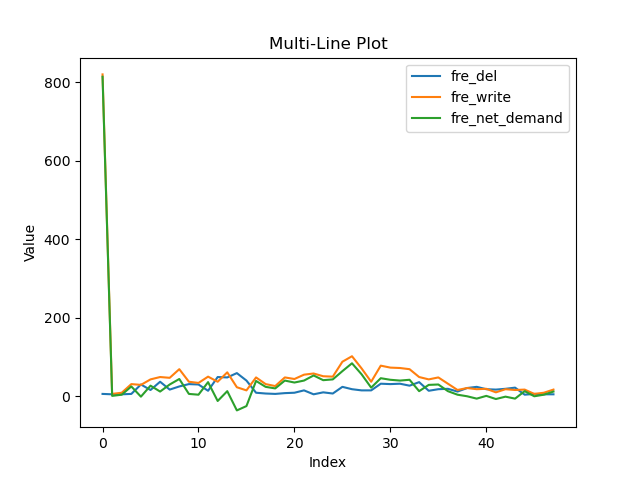 Multi-Line Plot
fre_del
fre_write
fre_net_demand
Value
800
600
400
200
0
0 10 20 30 40
Index